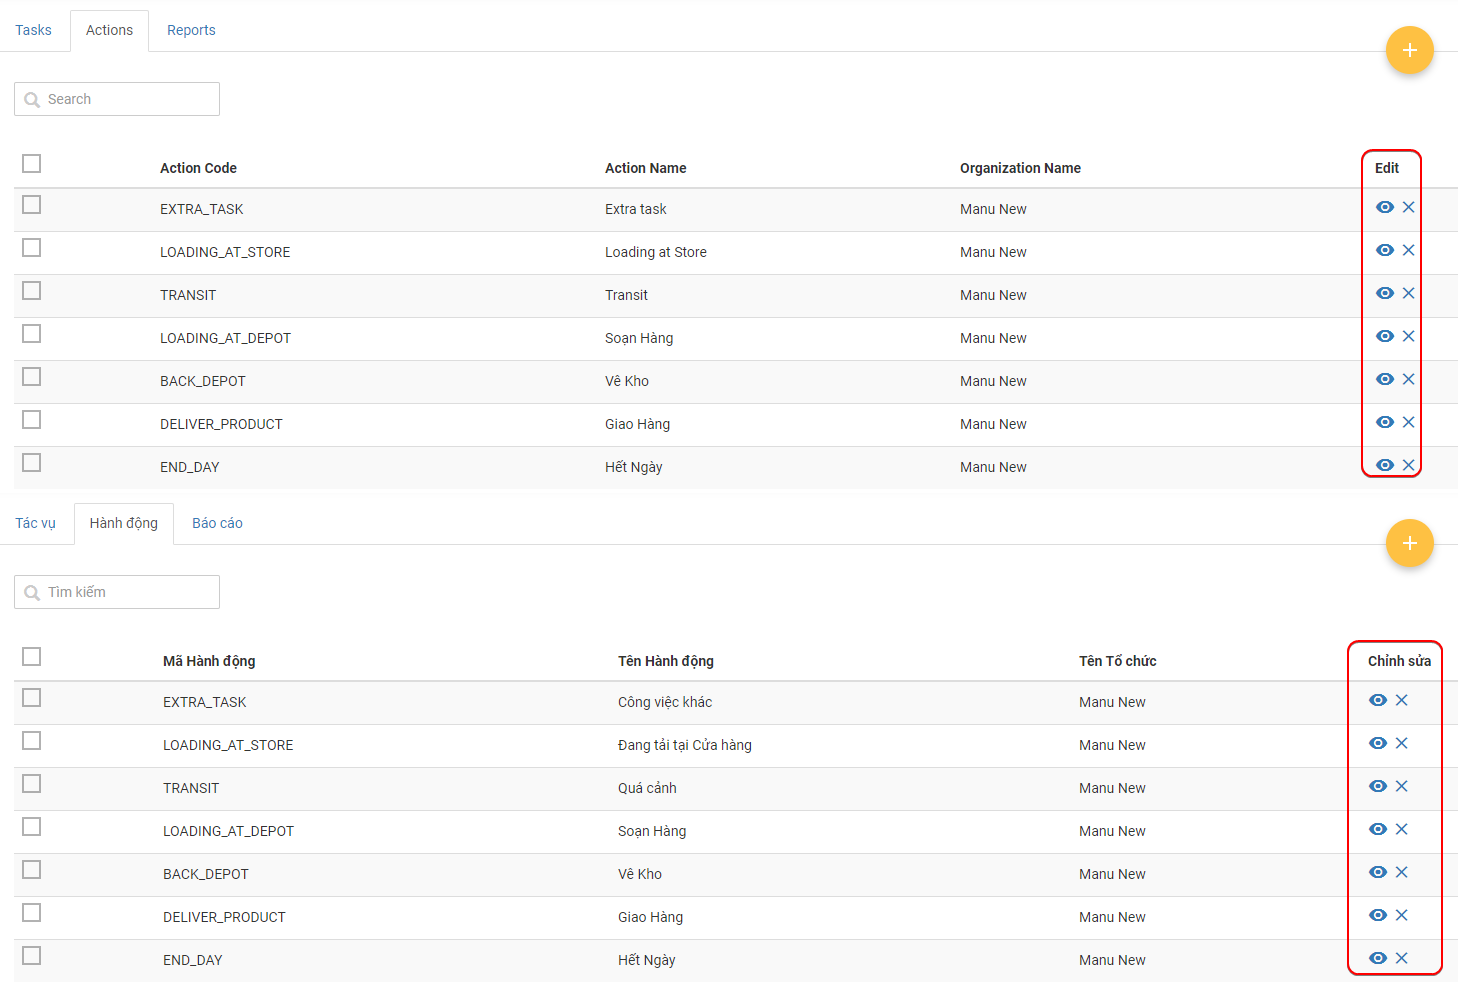 Tasks Actions Reports
+
Search
Action Code Action Name Organization Name Edit
EXTRA_TASK Extra task Manu New
LOADING_AT_STORE Loading at Store Manu New
TRANSIT Transit Manu New
LOADING_AT_DEPOT Soạn Hàng Manu New
BACK_DEPOT Vê Kho Manu New
DELIVER_PRODUCT Giao Hàng Manu New
END_DAY Hết Ngày Manu New
Tác vụ Hành động Báo cáo
+
Tìm kiếm
Mã Hành động Tên Hành động Tên Tổ chức Chỉnh sửa
EXTRA_TASK Công việc khác Manu New
LOADING_AT_STORE Đang tải tại Cửa hàng Manu New
TRANSIT Quá cảnh Manu New
LOADING_AT_DEPOT Soạn Hàng Manu New
BACK_DEPOT Vê Kho Manu New
DELIVER_PRODUCT Giao Hàng Manu New
END_DAY Hết Ngày Manu New